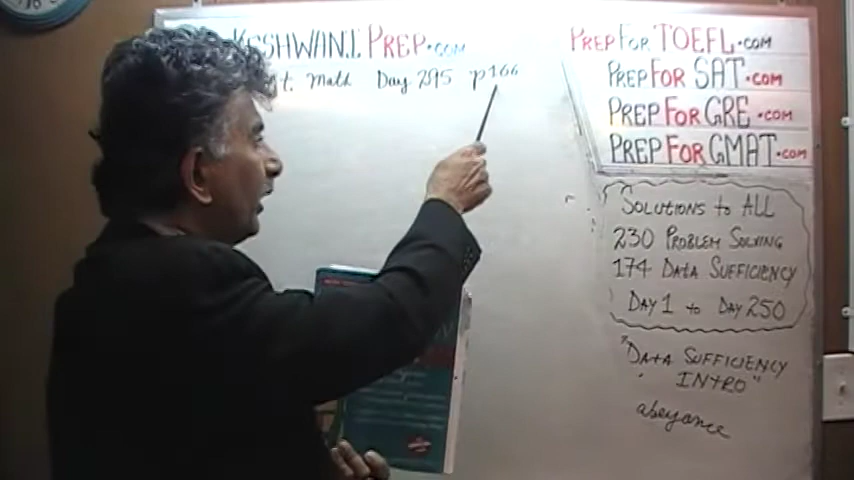 KESHWANI PREP.COM
t. Math Day 295 p166
PREP FOR TOEFL.COM
PREP FOR SAT.COM
PREP FOR GRE.COM
PREP FOR GMAT.COM
SOLUTIONS to ALL
230 PROBLEM SOLVING
174 DATA SUFFICIENCY
DAY 1 to DAY 250
"DATA SUFFICIENCY
INTRO"
abeyance